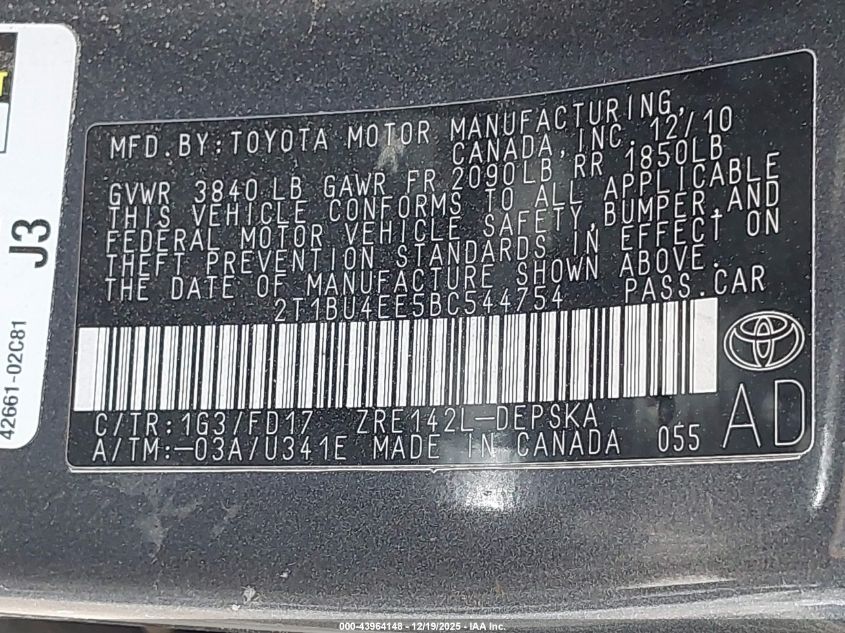 MFD.BY:TOYOTA MOTOR MANUFACTURING,
CANADA,INC. 12/10
GVWR 3840 LB GAWR FR 2090LB RR 1850LB
THIS VEHICLE CONFORMS TO ALL APPLICABLE
FEDERAL MOTOR VEHICLE SAFETY,BUMPER,AND
THEFT PREVENTION STANDARDS IN EFFECT ON
THE DATE OF MANUFACTURE SHOWN ABOVE.
2T1BU4EE5BC544754 PASS.CAR
C/TR:1G3/FD17 ZRE142L-DEPSKA
A/TM:-03A/U341E MADE IN CANADA 055
AD
J3
42661-02C81
000-43964148 - 12/19/2025 - IAA Inc.